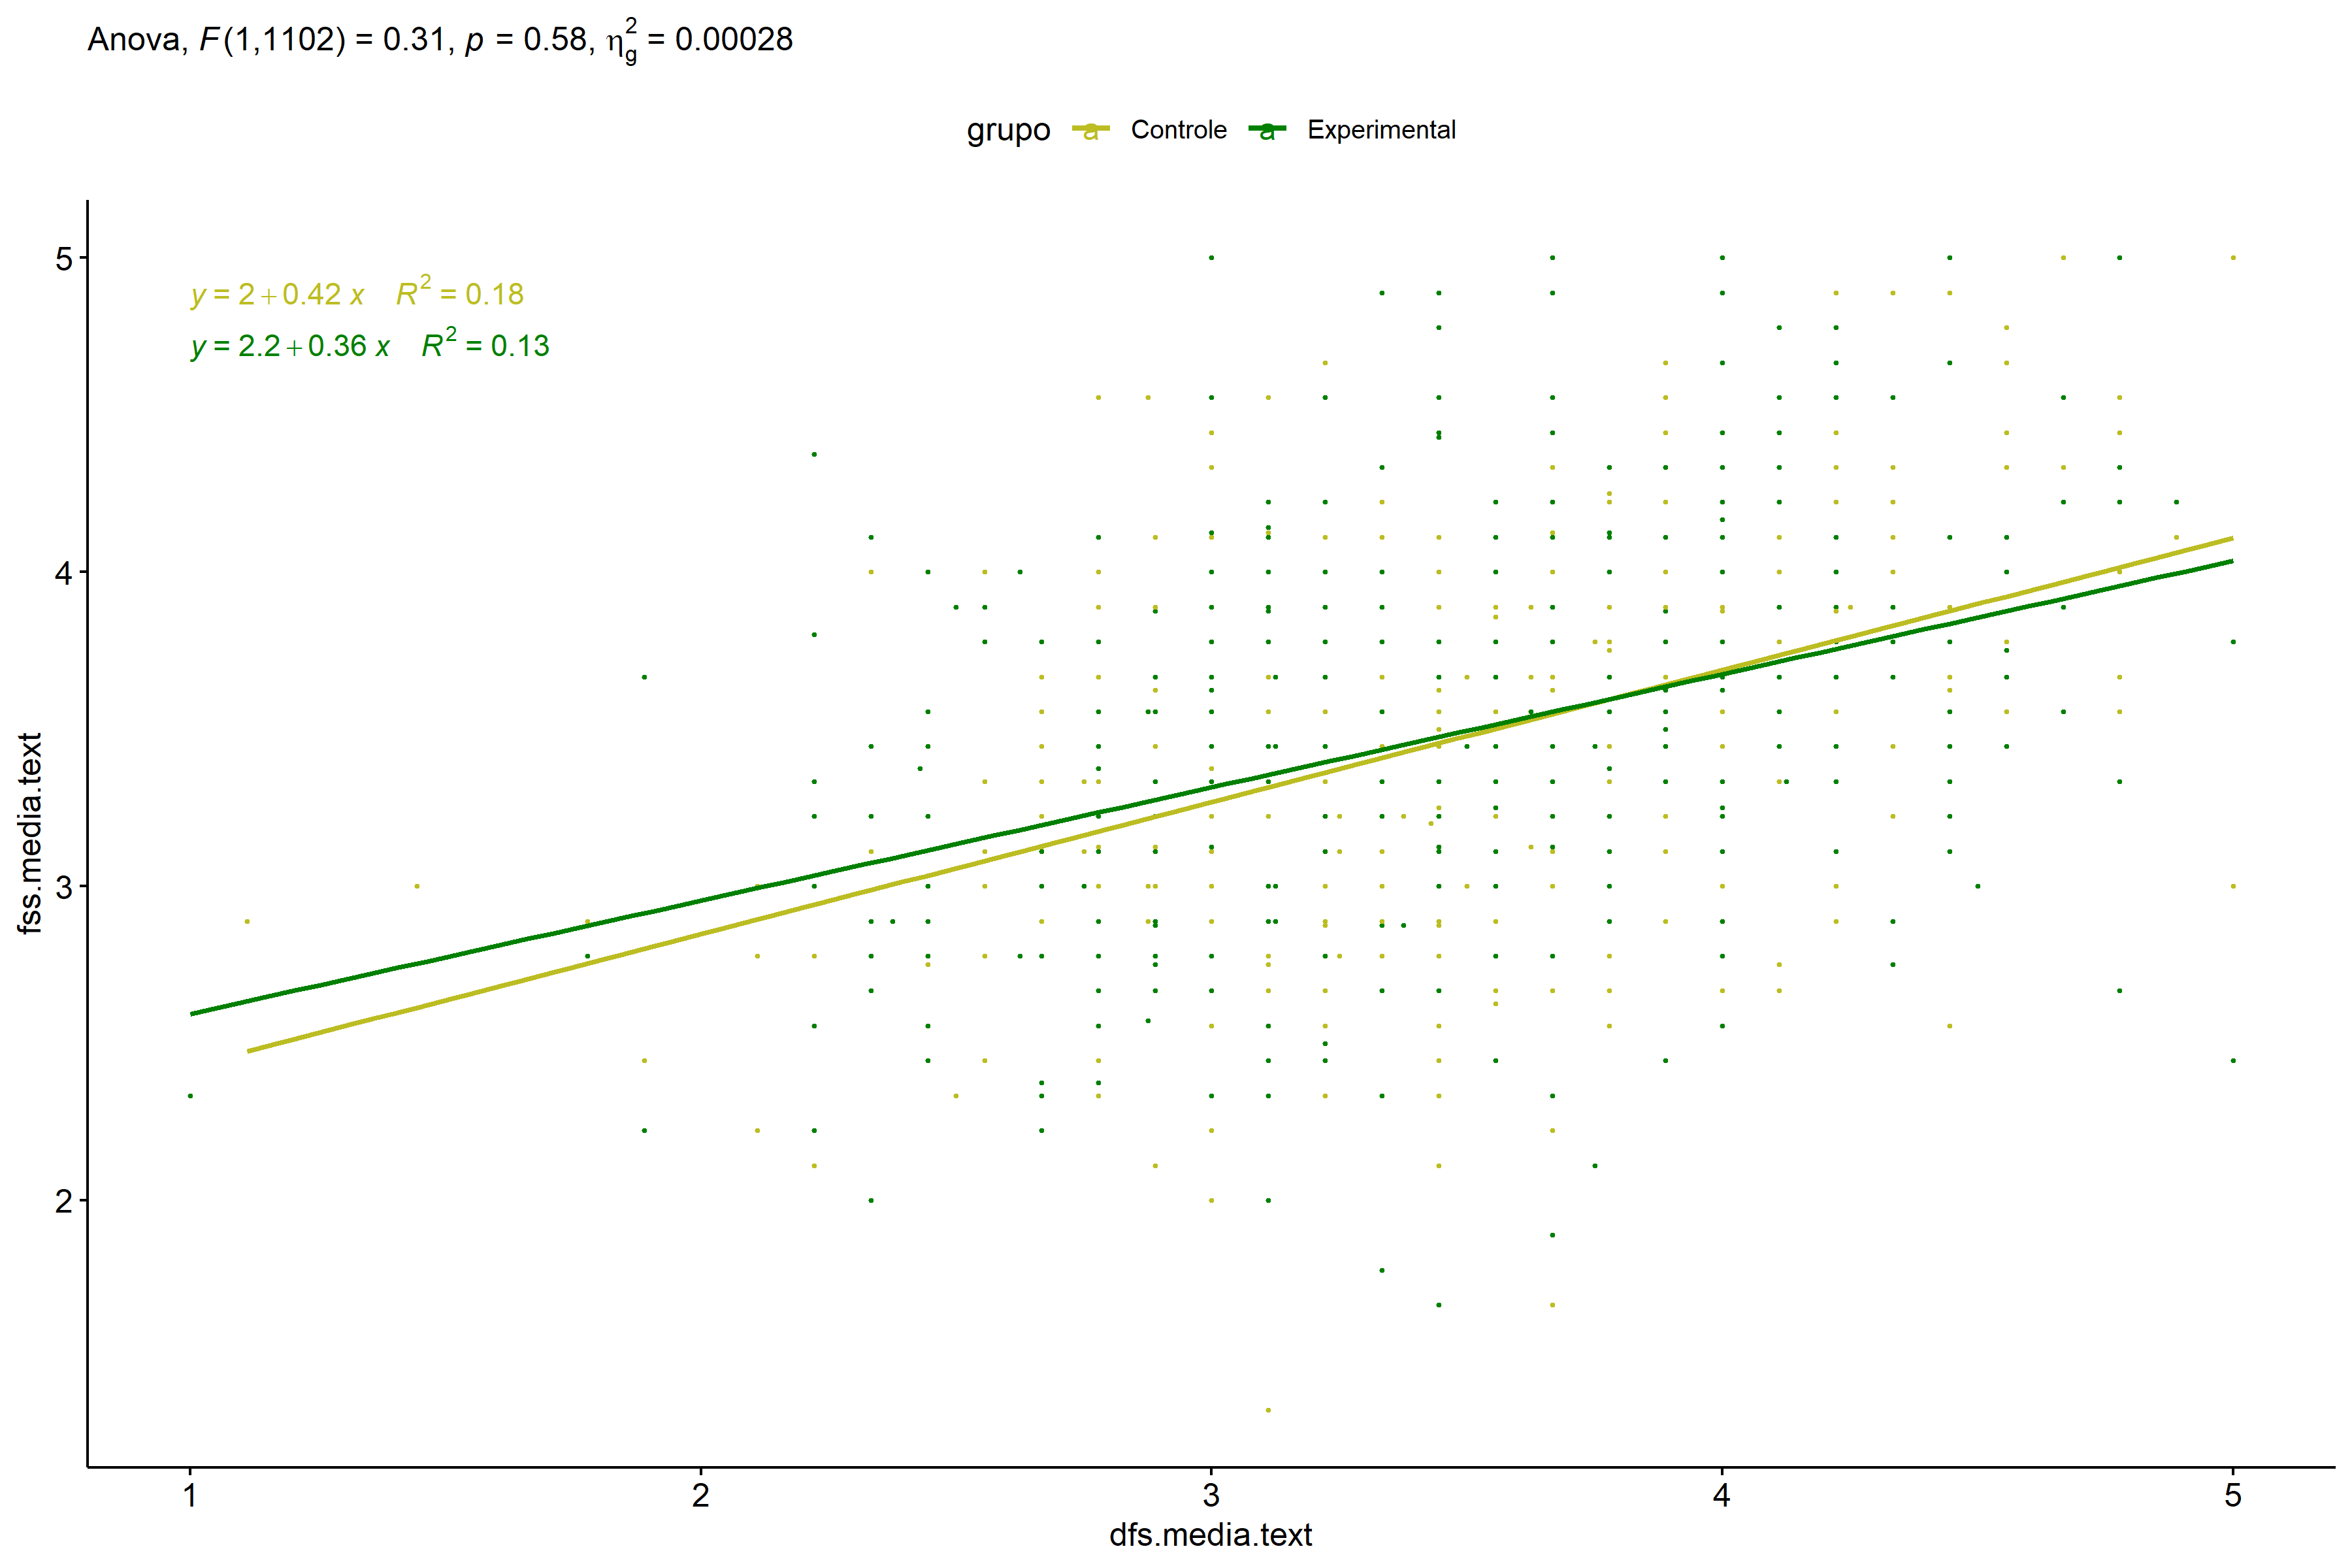 Anova, F(1,1102) = 0.31, p = 0.58, η²g = 0.00028
grupo a Controle a Experimental
y = 2 + 0.42 x R² = 0.18
y = 2.2 + 0.36 x R² = 0.13
fss.media.text
5
4
3
2
1 2 3 4 5
dfs.media.text